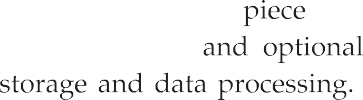 piece
and optional
storage and data processing.